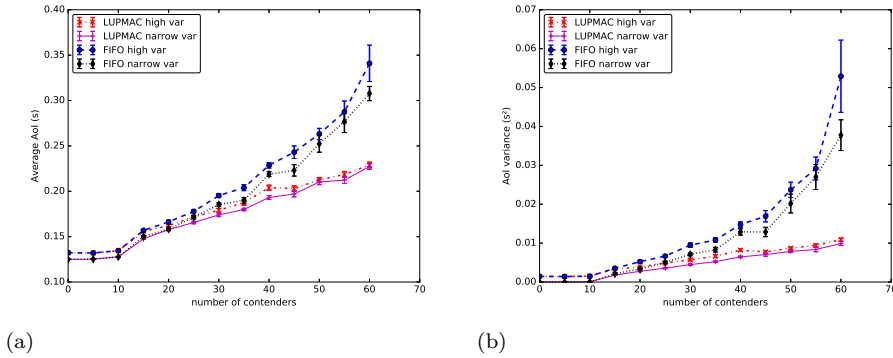 0.40
0.35
0.30
0.25
0.20
0.15
0.10
Average AoI (s)
LUPMAC high var
LUPMAC narrow var
FIFO high var
FIFO narrow var
0 10 20 30 40 50 60 70
number of contenders
(a)
0.07
0.06
0.05
0.04
0.03
0.02
0.01
0.00
AoI variance (s²)
LUPMAC high var
LUPMAC narrow var
FIFO high var
FIFO narrow var
0 10 20 30 40 50 60 70
number of contenders
(b)